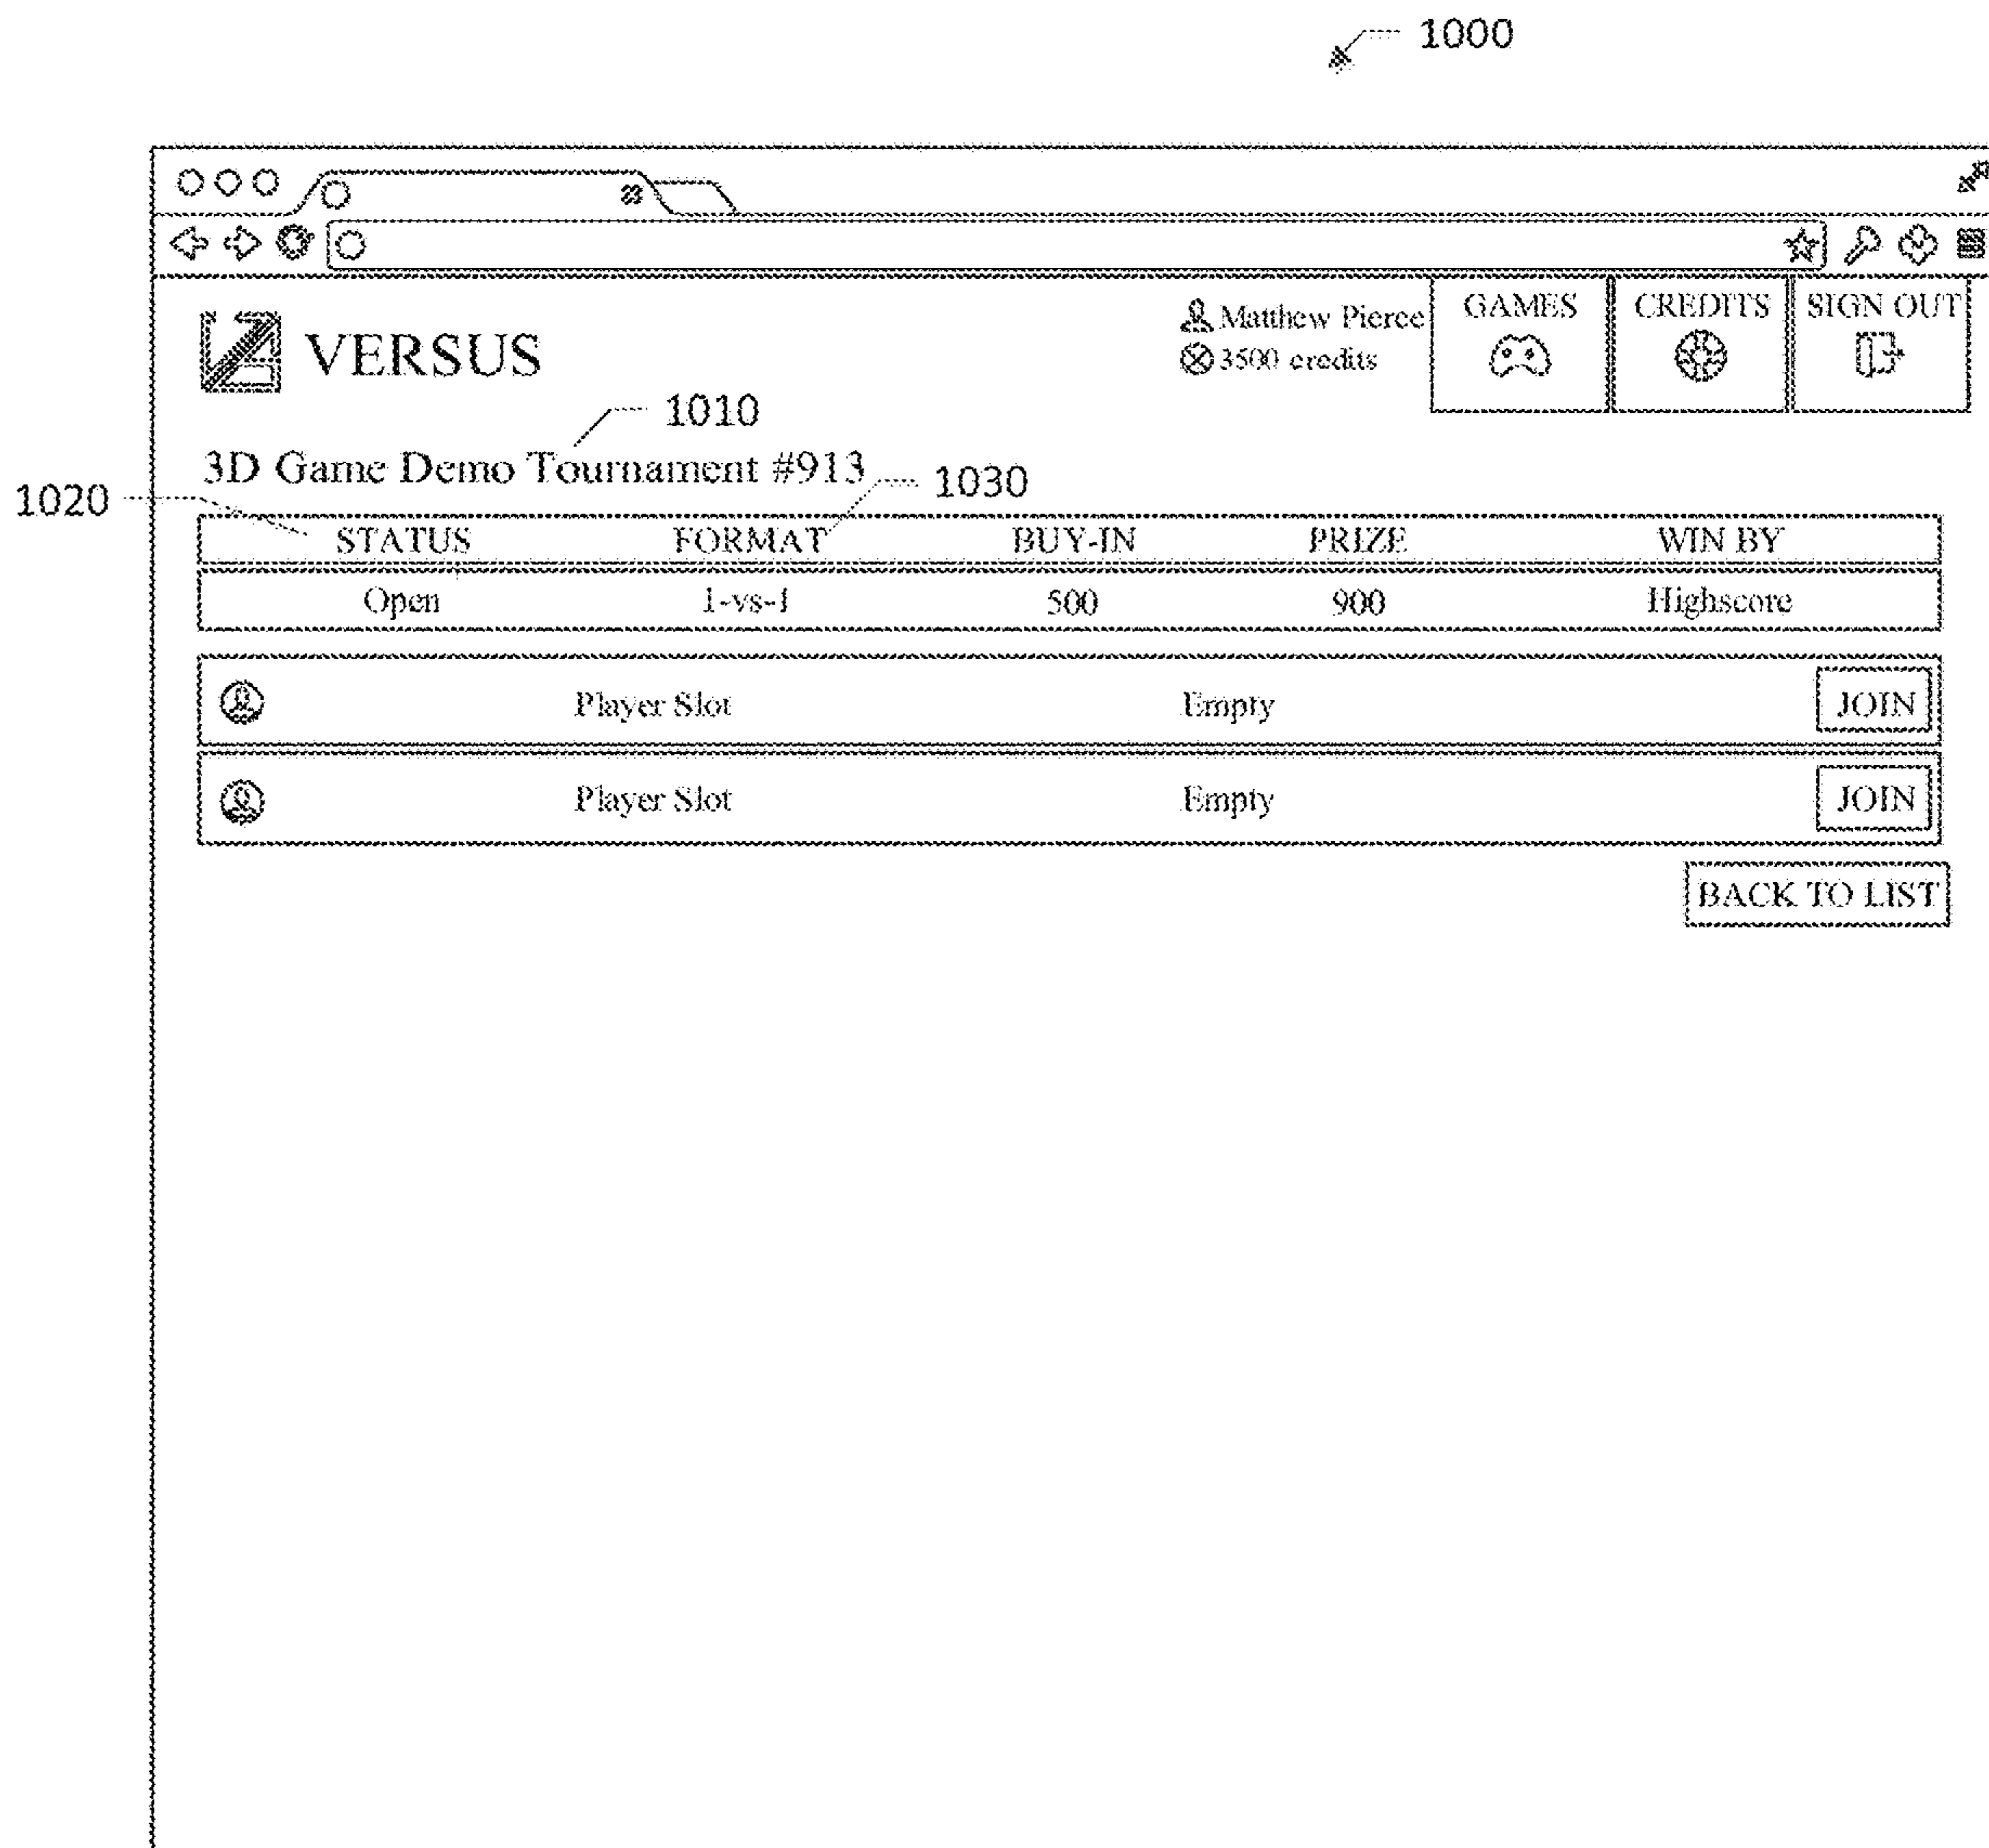 1000
VERSUS
Matthew Pierce
3500 credits
GAMES
CREDITS
SIGN OUT
1010
3D Game Demo Tournament #913
1020
1030
STATUS FORMAT BUY-IN PRIZE WIN BY
Open 1-vs-1 500 900 Highscore
Player Slot Empty JOIN
Player Slot Empty JOIN
BACK TO LIST